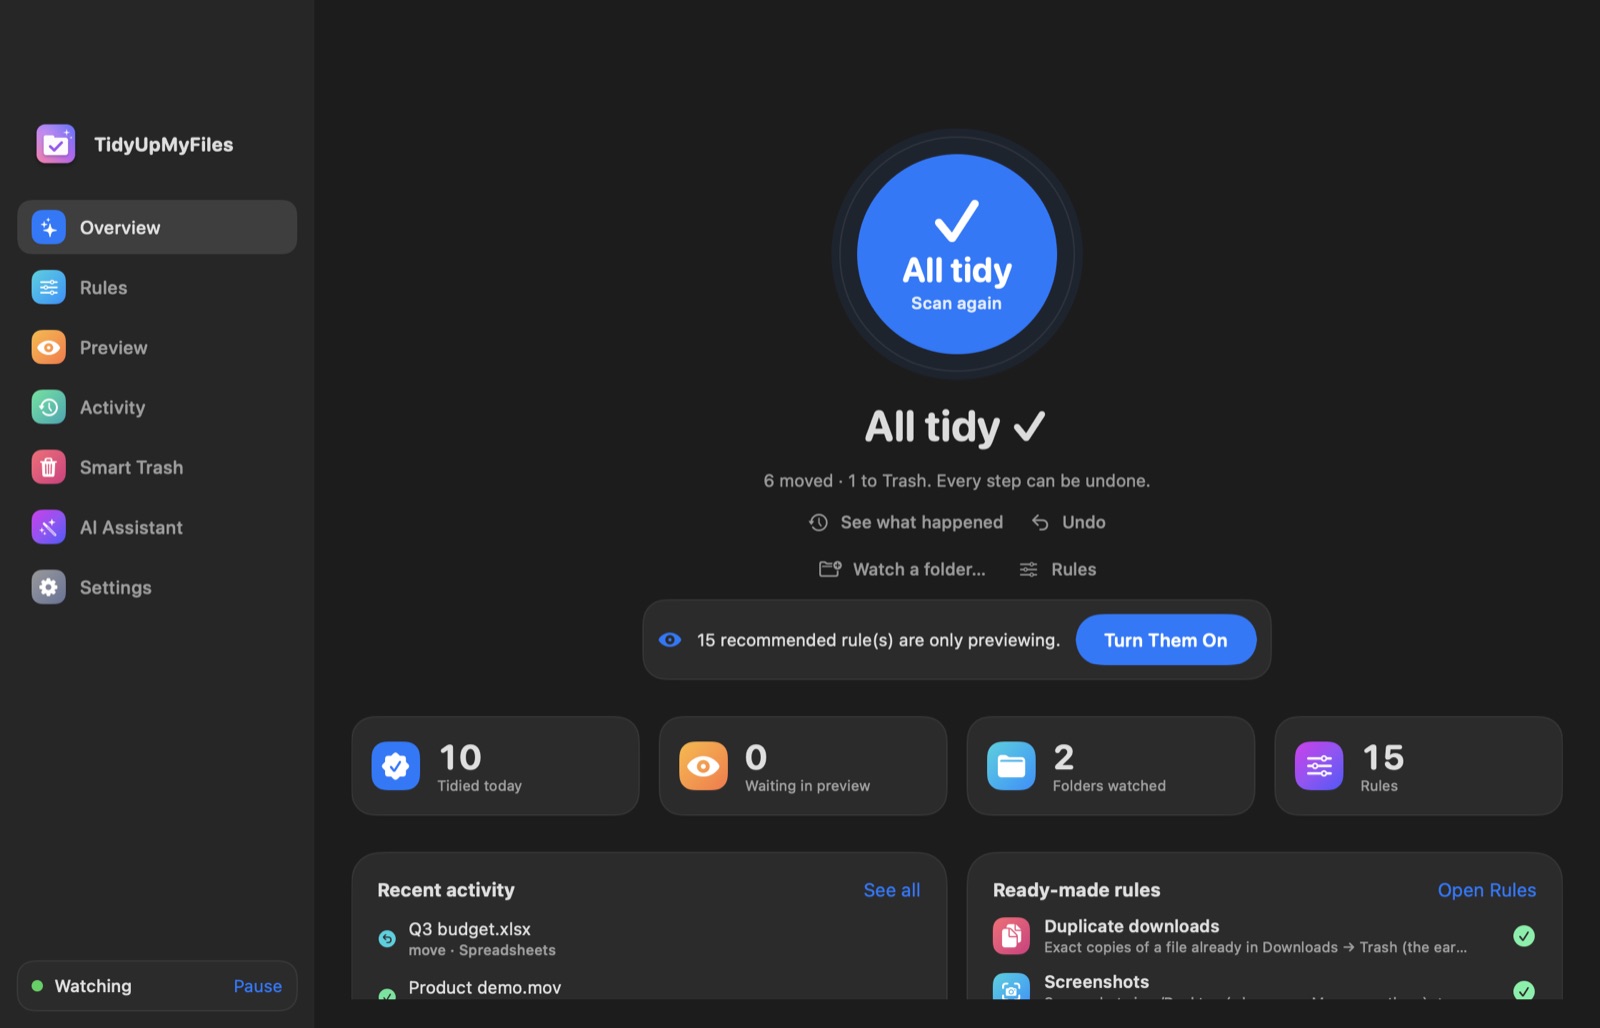 TidyUpMyFiles
Overview
Rules
Preview
Activity
Smart Trash
AI Assistant
Settings
Watching
Pause
All tidy
Scan again
All tidy ✓
6 moved · 1 to Trash. Every step can be undone.
See what happened
Undo
Watch a folder...
Rules
15 recommended rule(s) are only previewing.
Turn Them On
10
Tidied today
0
Waiting in preview
2
Folders watched
15
Rules
Recent activity
See all
Q3 budget.xlsx
move · Spreadsheets
Product demo.mov
Ready-made rules
Open Rules
Duplicate downloads
Exact copies of a file already in Downloads → Trash (the ear...
Screenshots